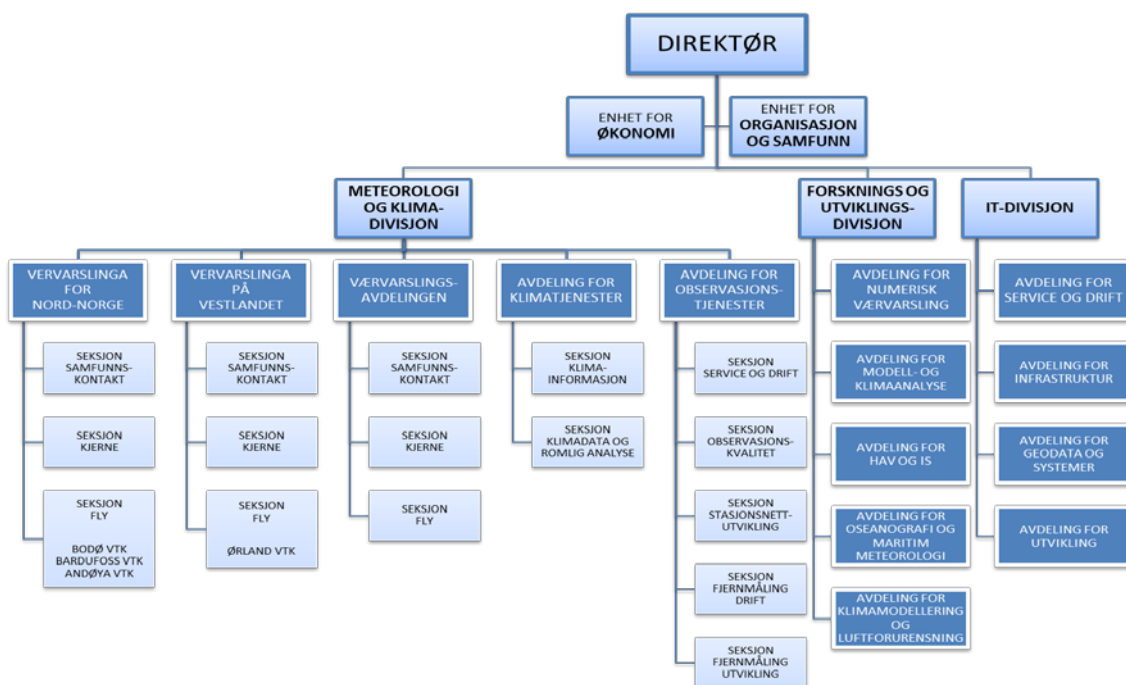 DIREKTØR
ENHET FOR
ØKONOMI
ENHET FOR
ORGANISASJON
OG SAMFUNN
METEOROLOGI
OG KLIMA-
DIVISJON
FORSKNINGS OG
UTVIKLINGS-
DIVISJON
IT-DIVISJON
VERVARSLINGA
FOR
NORD-NORGE
VERVARSLINGA
PÅ
VESTLANDET
VÆRVARSLINGS-
AVDELINGEN
AVDELING FOR
KLIMATJENESTER
AVDELING FOR
OBSERVASJONS-
TJENESTER
AVDELING FOR
NUMERISK
VÆRVARSLING
AVDELING FOR
SERVICE OG DRIFT
SEKSJON
SAMFUNNS-
KONTAKT
SEKSJON
SAMFUNNS-
KONTAKT
SEKSJON
SAMFUNNS-
KONTAKT
SEKSJON
KLIMA-
INFORMASJON
SEKSJON
SERVICE OG DRIFT
AVDELING FOR
MODELL- OG
KLIMAANALYSE
AVDELING FOR
INFRASTRUKTUR
SEKSJON
KJERNE
SEKSJON
KJERNE
SEKSJON
KJERNE
SEKSJON
KLIMADATA OG
ROMLIG ANALYSE
SEKSJON
OBSERVASJONS-
KVALITET
AVDELING FOR
HAV OG IS
AVDELING FOR
GEODATA OG
SYSTEMER
SEKSJON
FLY
BODØ VTK
BARDUFOSS VTK
ANDØYA VTK
SEKSJON
FLY
ØRLAND VTK
SEKSJON
FLY
SEKSJON
STASJONSNETT-
UTVIKLING
AVDELING FOR
OSEANOGRAFI OG
MARITIM
METEOROLOGI
AVDELING FOR
UTVIKLING
SEKSJON
FJERNMÅLING
DRIFT
AVDELING FOR
KLIMAMODELLERING
OG
LUFTFORURENSNING
SEKSJON
FJERNMÅLING
UTVIKLING